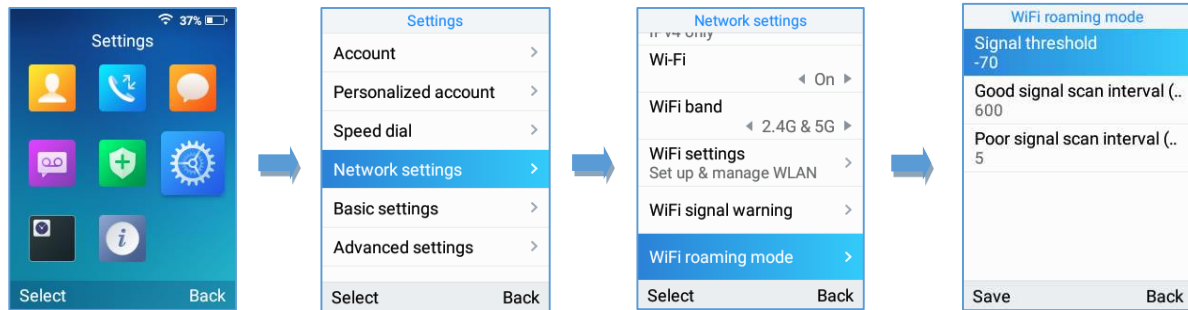 37%
Settings
Select Back
Settings
Account
Personalized account
Speed dial
Network settings
Basic settings
Advanced settings
Select Back
Network settings
IPv4 only
Wi-Fi
On
WiFi band
2.4G & 5G
WiFi settings
Set up & manage WLAN
WiFi signal warning
WiFi roaming mode
Select Back
WiFi roaming mode
Signal threshold
-70
Good signal scan interval (..
600
Poor signal scan interval (..
5
Save Back